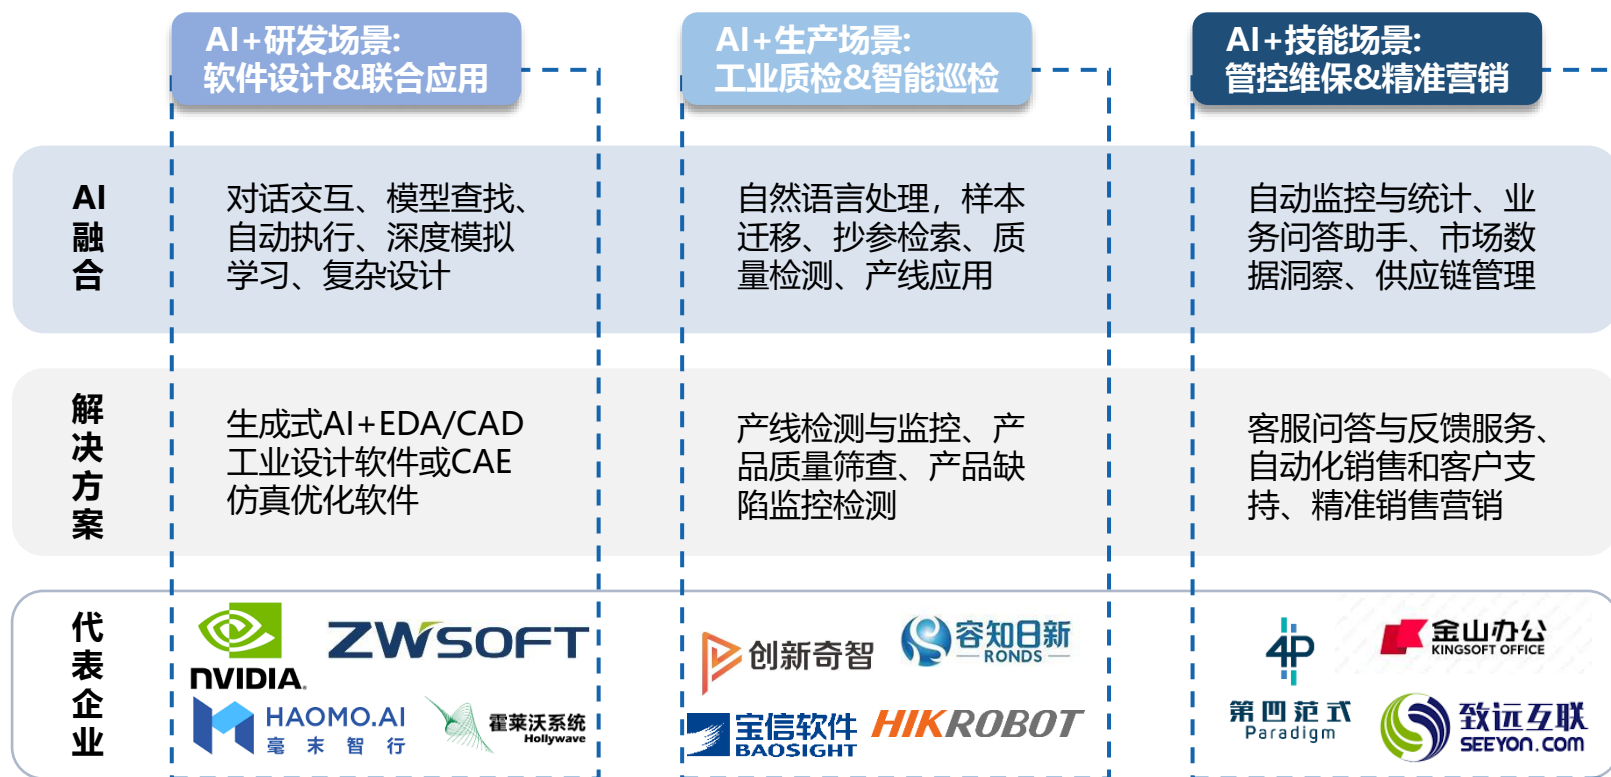 AI+研发场景:
软件设计&联合应用
AI+生产场景:
工业质检&智能巡检
AI+技能场景:
管控维保&精准营销
AI
融
合
对话交互、模型查找、
自动执行、深度模拟
学习、复杂设计
自然语言处理，样本
迁移、抄参检索、质
量检测、产线应用
自动监控与统计、业
务问答助手、市场数
据洞察、供应链管理
解
决
方
案
生成式AI+EDA/CAD
工业设计软件或CAE
仿真优化软件
产线检测与监控、产
品质量筛查、产品缺
陷监控检测
客服问答与反馈服务、
自动化销售和客户支
持、精准销售营销
代
表
企
业
NVIDIA.
ZWSOFT
HAOMO.AI
毫末智行
霍莱沃系统
Hollywave
创新奇智
容知日新
RONDS
宝信软件
BAOSIGHT
HIKROBOT
4P
第四范式
Paradigm
金山办公
KINGSOFT OFFICE
致远互联
SEEYON.COM